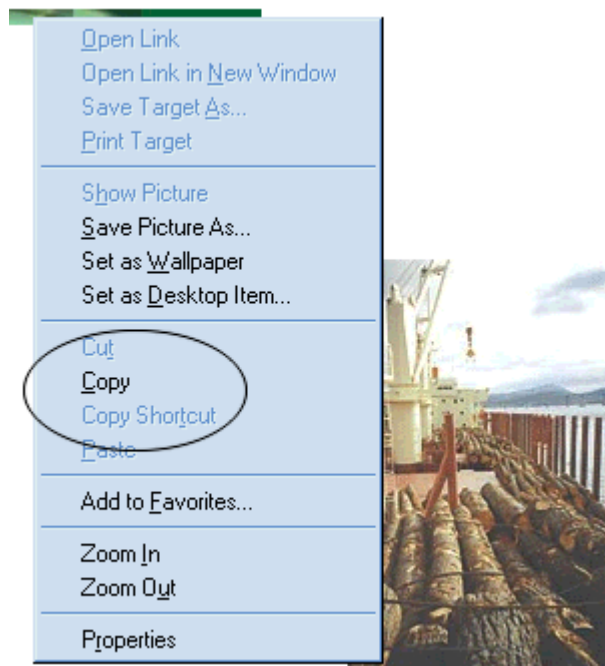 Open Link
Open Link in New Window
Save Target As...
Print Target
Show Picture
Save Picture As...
Set as Wallpaper
Set as Desktop Item...
Cut
Copy
Copy Shortcut
Paste
Add to Favorites...
Zoom In
Zoom Out
Properties